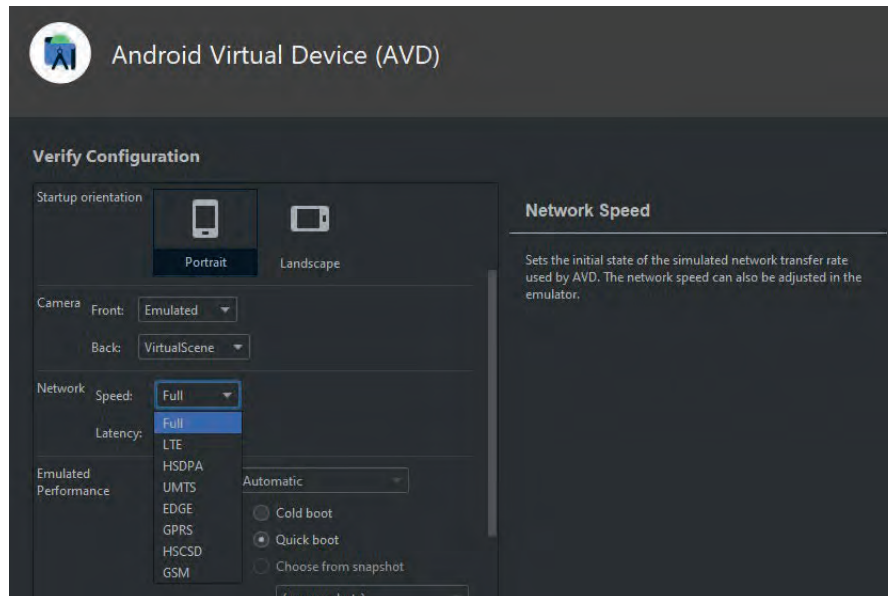 Android Virtual Device (AVD)
Verify Configuration
Startup orientation
Portrait
Landscape
Camera
Front:
Emulated
Back:
VirtualScene
Network
Speed:
Full
Full
LTE
HSDPA
UMTS
EDGE
GPRS
HSCSD
GSM
Latency:
Emulated
Performance
Automatic
Cold boot
Quick boot
Choose from snapshot
Network Speed
Sets the initial state of the simulated network transfer rate
used by AVD. The network speed can also be adjusted in the
emulator.